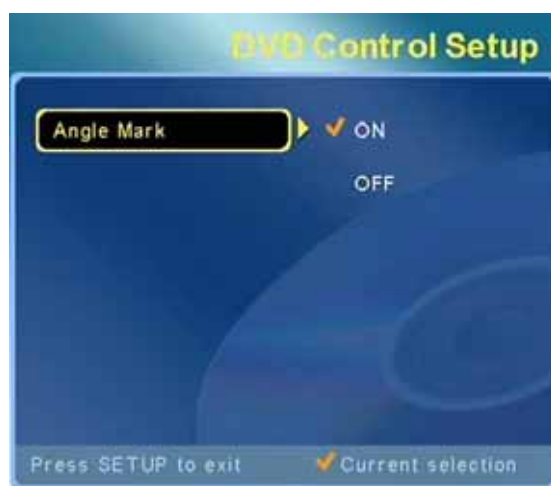 DVD Control Setup
Angle Mark ON
OFF
Press SETUP to exit Current selection